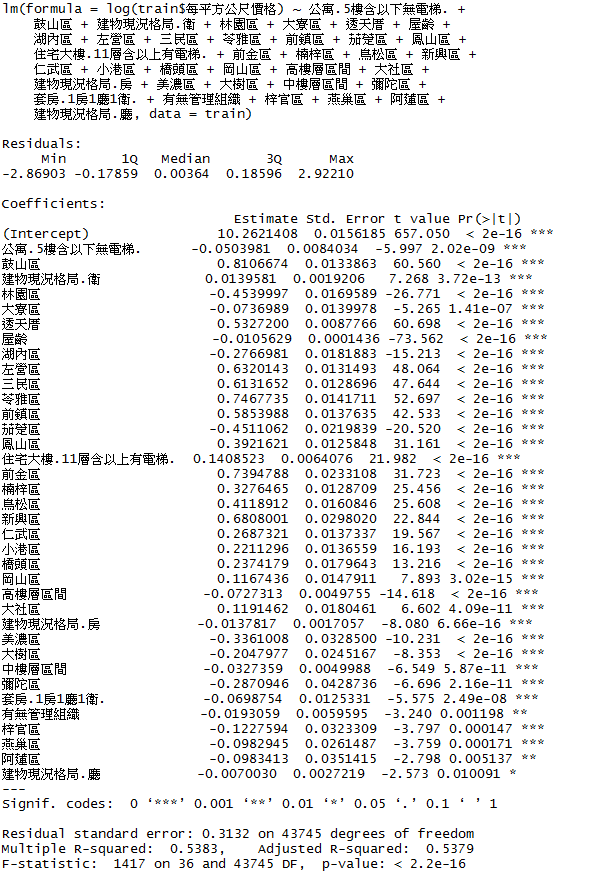 lm(formula = log(train$每平方公尺價格) ~ 公寓.5樓含以下無電梯. +
鼓山區 + 建物現況格局.衛 + 林園區 + 大寮區 + 透天厝 + 屋齡 +
湖內區 + 左營區 + 三民區 + 苓雅區 + 前鎮區 + 茄萣區 + 鳳山區 +
住宅大樓.11層含以上有電梯. + 前金區 + 楠梓區 + 鳥松區 + 新興區 +
仁武區 + 小港區 + 橋頭區 + 岡山區 + 高樓層區間 + 大社區 +
建物現況格局.房 + 美濃區 + 大樹區 + 中樓層區間 + 彌陀區 +
套房.1房1廳1衛. + 有無管理組織 + 梓官區 + 燕巢區 + 阿蓮區 +
建物現況格局.廳, data = train)
Residuals:
Min 1Q Median 3Q Max
-2.86903 -0.17859 0.00364 0.18596 2.92210
Coefficients:
Estimate Std. Error t value Pr(>|t|)
(Intercept) 10.2621408 0.0156185 657.050 < 2e-16 ***
公寓.5樓含以下無電梯. -0.0503981 0.0084034 -5.997 2.02e-09 ***
鼓山區 0.8106674 0.0133863 60.560 < 2e-16 ***
建物現況格局.衛 0.0139581 0.0019206 7.268 3.72e-13 ***
林園區 -0.4539997 0.0169589 -26.771 < 2e-16 ***
大寮區 -0.0736989 0.0139978 -5.265 1.41e-07 ***
透天厝 0.5327200 0.0087766 60.698 < 2e-16 ***
屋齡 -0.0105629 0.0001436 -73.562 < 2e-16 ***
湖內區 -0.2766981 0.0181883 -15.213 < 2e-16 ***
左營區 0.6320143 0.0131493 48.064 < 2e-16 ***
三民區 0.6131652 0.0128696 47.644 < 2e-16 ***
苓雅區 0.7467735 0.0141711 52.697 < 2e-16 ***
前鎮區 0.5853988 0.0137635 42.533 < 2e-16 ***
茄萣區 -0.4511062 0.0219839 -20.520 < 2e-16 ***
鳳山區 0.3921621 0.0125848 31.161 < 2e-16 ***
住宅大樓.11層含以上有電梯. 0.1408523 0.0064076 21.982 < 2e-16 ***
前金區 0.7394788 0.0233108 31.723 < 2e-16 ***
楠梓區 0.3276465 0.0128709 25.456 < 2e-16 ***
鳥松區 0.4118912 0.0160846 25.608 < 2e-16 ***
新興區 0.6808001 0.0298020 22.844 < 2e-16 ***
仁武區 0.2687321 0.0137337 19.567 < 2e-16 ***
小港區 0.2211296 0.0136559 16.193 < 2e-16 ***
橋頭區 0.2374179 0.0179643 13.216 < 2e-16 ***
岡山區 0.1167436 0.0147911 7.893 3.02e-15 ***
高樓層區間 -0.0727313 0.0049755 -14.618 < 2e-16 ***
大社區 0.1191462 0.0180461 6.602 4.09e-11 ***
建物現況格局.房 -0.0137817 0.0017057 -8.080 6.66e-16 ***
美濃區 -0.3361008 0.0328500 -10.231 < 2e-16 ***
大樹區 -0.2047977 0.0245167 -8.353 < 2e-16 ***
中樓層區間 -0.0327359 0.0049988 -6.549 5.87e-11 ***
彌陀區 -0.2870946 0.0428736 -6.696 2.16e-11 ***
套房.1房1廳1衛. -0.0698754 0.0125331 -5.575 2.49e-08 ***
有無管理組織 -0.0193059 0.0059595 -3.240 0.001198 **
梓官區 -0.1227594 0.0323309 -3.797 0.000147 ***
燕巢區 -0.0982945 0.0261487 -3.759 0.000171 ***
阿蓮區 -0.0983413 0.0351415 -2.798 0.005137 **
建物現況格局.廳 -0.0070030 0.0027219 -2.573 0.010091 *
---
Signif. codes: 0 ‘***’ 0.001 ‘**’ 0.01 ‘*’ 0.05 ‘.’ 0.1 ‘ ’ 1
Residual standard error: 0.3132 on 43745 degrees of freedom
Multiple R-squared: 0.5383, Adjusted R-squared: 0.5379
F-statistic: 1417 on 36 and 43745 DF, p-value: < 2.2e-16